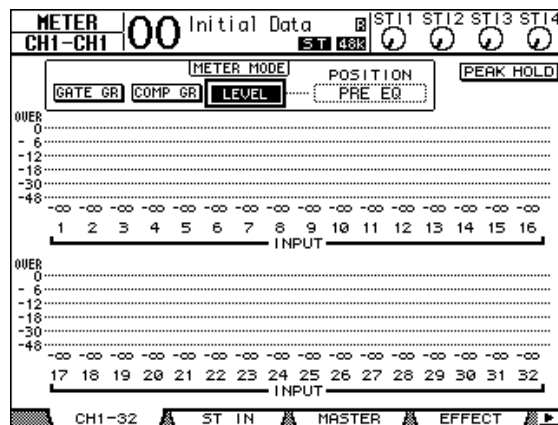 METER
CH1-CH1
00
Initial Data
R
ST
48K
STI1 STI2 STI3 STI4
METER MODE
GATE GR
COMP GR
LEVEL
POSITION
PRE EQ
PEAK HOLD
OVER
0
- 6
-12
-18
-30
-48
-∞ -∞ -∞ -∞ -∞ -∞ -∞ -∞ -∞ -∞ -∞ -∞ -∞ -∞ -∞ -∞
1 2 3 4 5 6 7 8 9 10 11 12 13 14 15 16
INPUT
OVER
0
- 6
-12
-18
-30
-48
-∞ -∞ -∞ -∞ -∞ -∞ -∞ -∞ -∞ -∞ -∞ -∞ -∞ -∞ -∞ -∞
17 18 19 20 21 22 23 24 25 26 27 28 29 30 31 32
INPUT
CH1-32
ST IN
MASTER
EFFECT